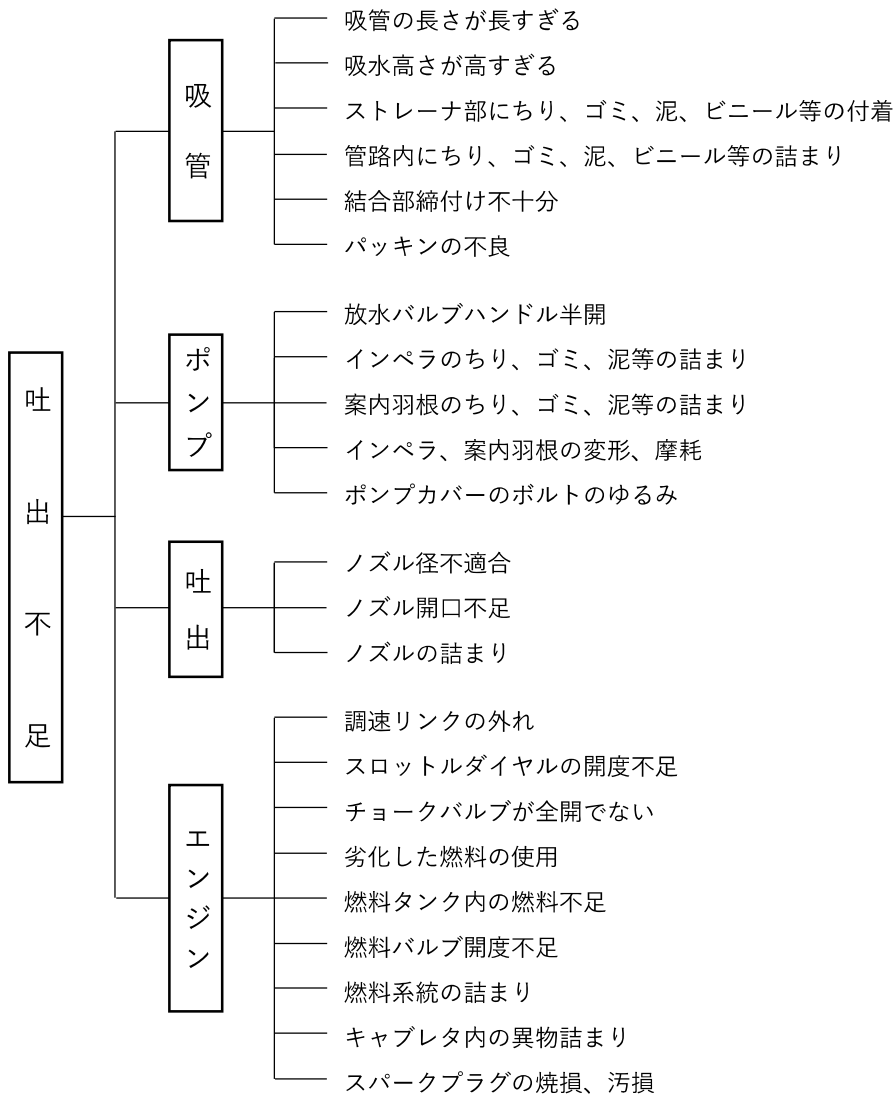 吐出不足
吸管
吸管の長さが長すぎる
吸水高さが高すぎる
ストレーナ部にちり、ゴミ、泥、ビニール等の付着
管路内にちり、ゴミ、泥、ビニール等の詰まり
結合部締付け不十分
パッキンの不良
ポンプ
放水バルブハンドル半開
インペラのちり、ゴミ、泥等の詰まり
案内羽根のちり、ゴミ、泥等の詰まり
インペラ、案内羽根の変形、摩耗
ポンプカバーのボルトのゆるみ
吐出
ノズル径不適合
ノズル開口不足
ノズルの詰まり
エンジン
調速リンクの外れ
スロットルダイヤルの開度不足
チョークバルブが全開でない
劣化した燃料の使用
燃料タンク内の燃料不足
燃料バルブ開度不足
燃料系統の詰まり
キャブレタ内の異物詰まり
スパークプラグの焼損、汚損